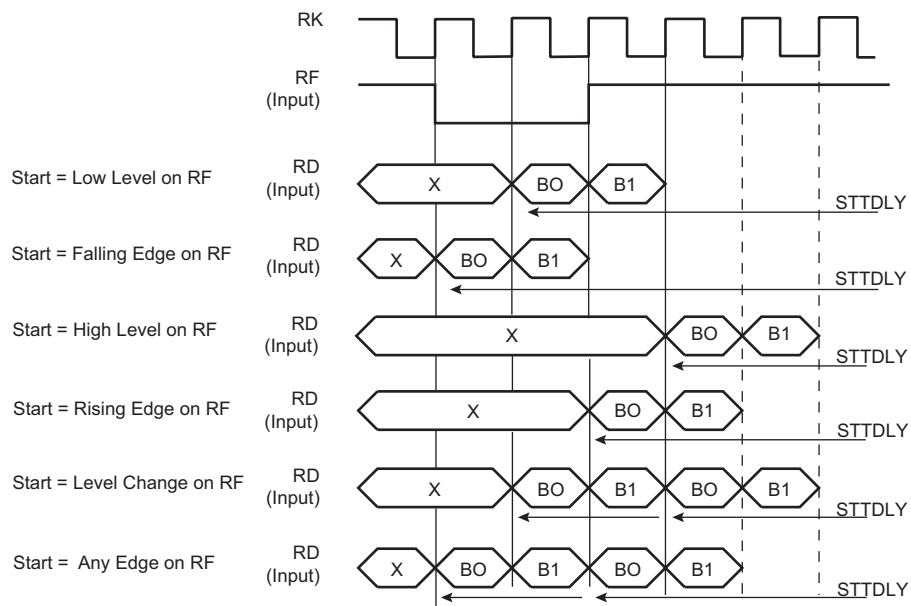 RK
RF
(Input)
Start = Low Level on RF
RD
(Input)
X
BO
B1
STTDLY
Start = Falling Edge on RF
RD
(Input)
X
BO
B1
STTDLY
Start = High Level on RF
RD
(Input)
X
BO
B1
STTDLY
Start = Rising Edge on RF
RD
(Input)
X
BO
B1
STTDLY
Start = Level Change on RF
RD
(Input)
X
BO
B1
BO
B1
STTDLY
Start = Any Edge on RF
RD
(Input)
X
BO
B1
BO
B1
STTDLY